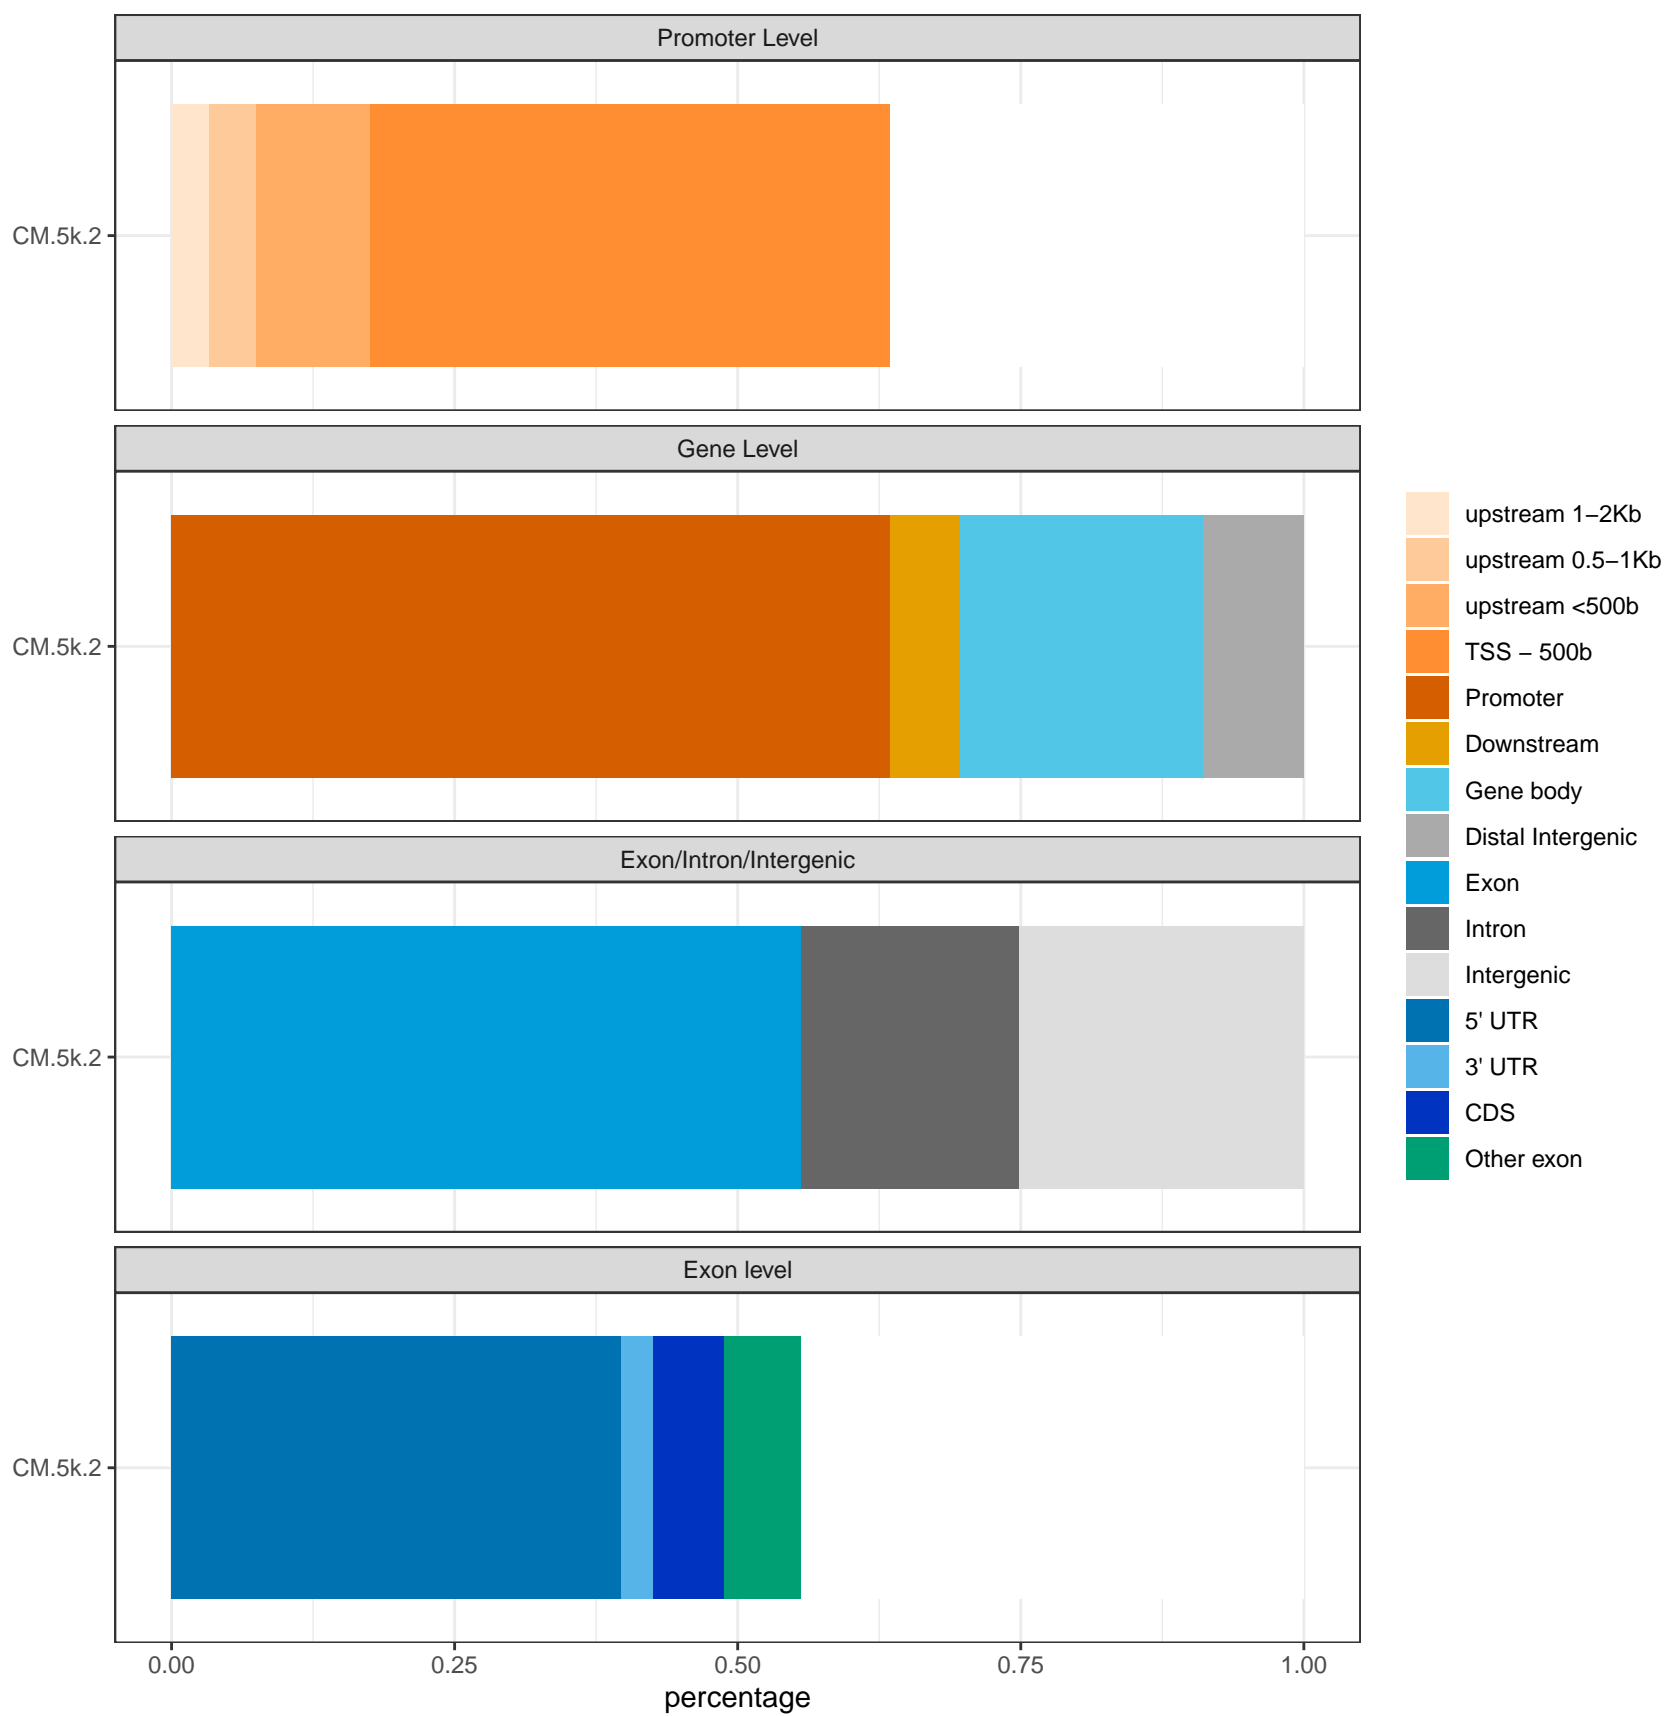 Promoter Level
CM.5k.2
Gene Level
CM.5k.2
Exon/Intron/Intergenic
CM.5k.2
Exon level
CM.5k.2
0.00 0.25 0.50 0.75 1.00
percentage
upstream 1−2Kb
upstream 0.5−1Kb
upstream <500b
TSS − 500b
Promoter
Downstream
Gene body
Distal Intergenic
Exon
Intron
Intergenic
5' UTR
3' UTR
CDS
Other exon